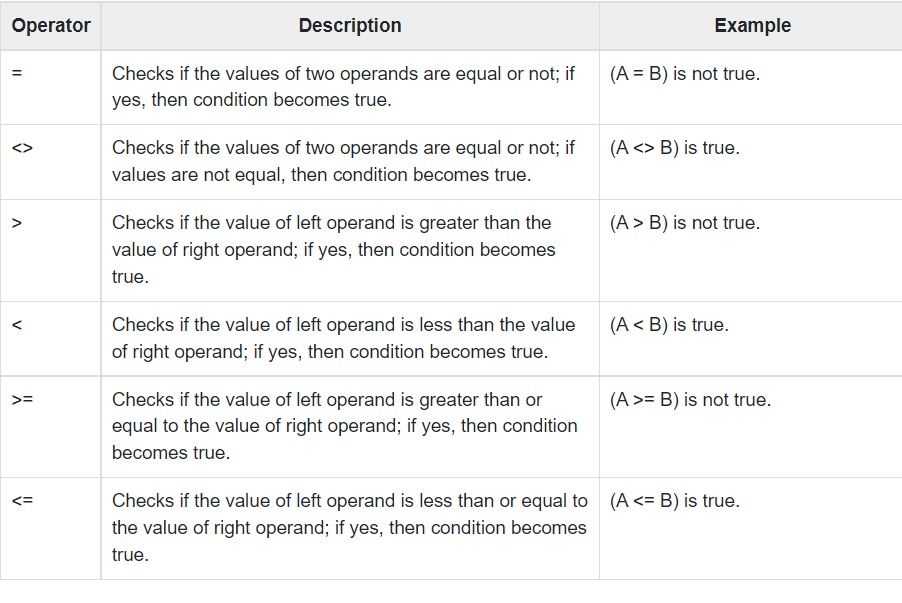 Operator Description Example
= Checks if the values of two operands are equal or not; if (A = B) is not true.
yes, then condition becomes true.
<> Checks if the values of two operands are equal or not; if (A <> B) is true.
values are not equal, then condition becomes true.
> Checks if the value of left operand is greater than the (A > B) is not true.
value of right operand; if yes, then condition becomes
true.
< Checks if the value of left operand is less than the value (A < B) is true.
of right operand; if yes, then condition becomes true.
>= Checks if the value of left operand is greater than or (A >= B) is not true.
equal to the value of right operand; if yes, then condition
becomes true.
<= Checks if the value of left operand is less than or equal to (A <= B) is true.
the value of right operand; if yes, then condition becomes
true.